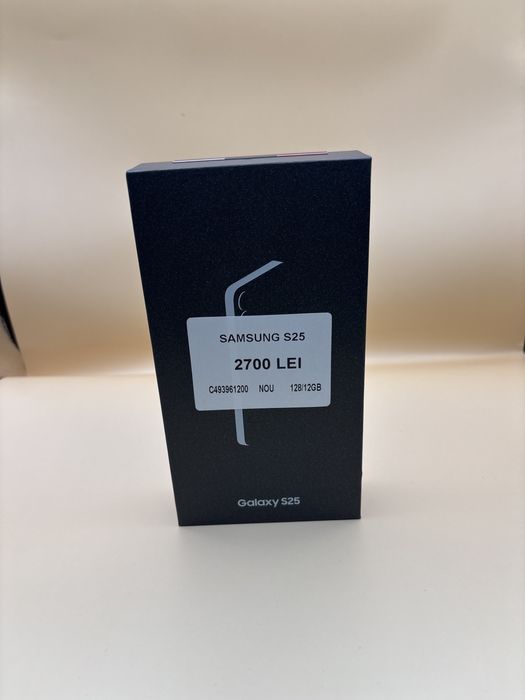 SAMSUNG S25
2700 LEI
C493961200 NOU 128/12GB
Galaxy S25